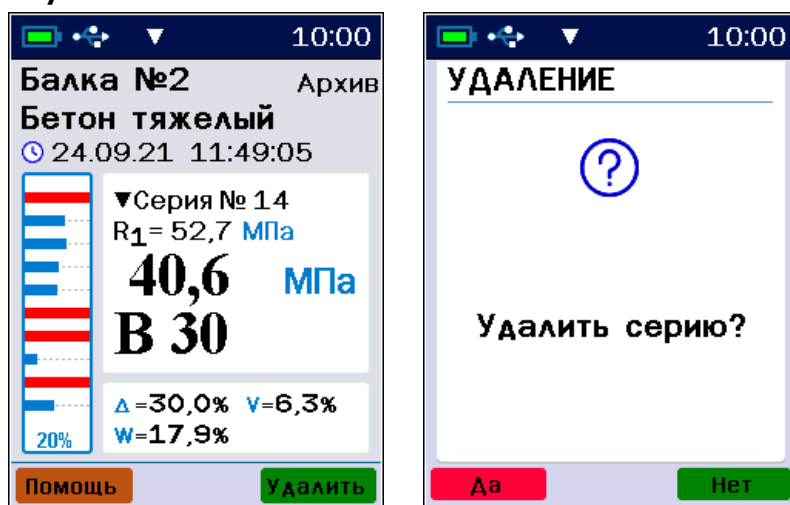 10:00
Балка №2 Архив
Бетон тяжелый
24.09.21 11:49:05
▼Серия № 14
R1= 52,7 МПа
40,6 МПа
В 30
Δ=30,0% V=6,3%
W=17,9%
20%
Помощь Удалить
10:00
УДАЛЕНИЕ
?
Удалить серию?
Да Нет